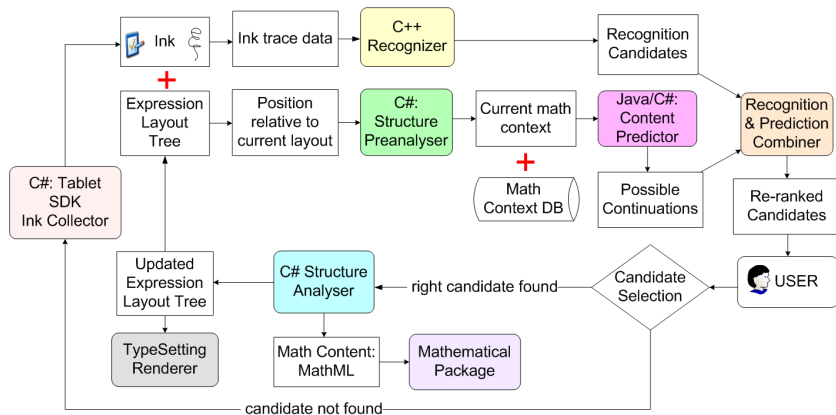 Ink
Ink trace data
C++
Recognizer
Recognition
Candidates
Expression
Layout
Tree
Position
relative to
current layout
C#:
Structure
Preanalyser
Current math
context
Java/C#:
Content
Predictor
Recognition
& Prediction
Combiner
C#: Tablet
SDK
Ink Collector
Math
Context DB
Possible
Continuations
Re-ranked
Candidates
Updated
Expression
Layout Tree
C# Structure
Analyser
right candidate found
Candidate
Selection
USER
TypeSetting
Renderer
Math Content:
MathML
Mathematical
Package
candidate not found